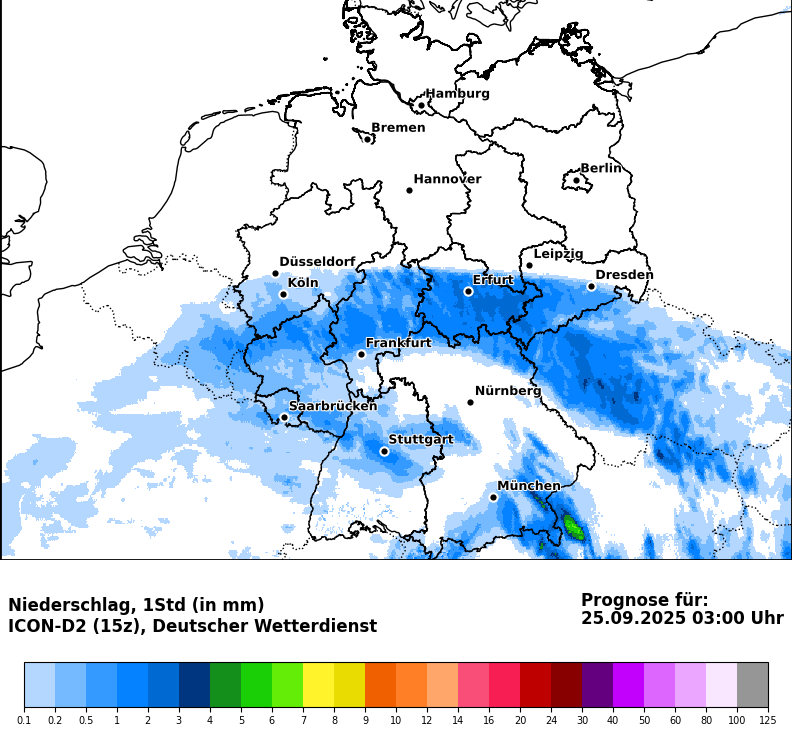 Hamburg
Bremen
Berlin
Hannover
Leipzig
Düsseldorf
Dresden
Köln
Erfurt
Frankfurt
Nürnberg
Saarbrücken
Stuttgart
München
Niederschlag, 1Std (in mm)
ICON-D2 (15z), Deutscher Wetterdienst
Prognose für:
25.09.2025 03:00 Uhr
0.1 0.2 0.5 1 2 3 4 5 6 7 8 9 10 12 14 16 20 24 30 40 50 60 80 100 125